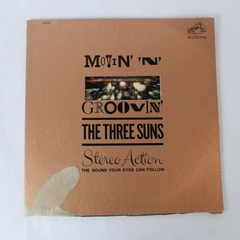 MOVIN' 'N'
GROOVIN'
THE THREE SUNS
Stereo Action
THE SOUND YOUR EYES CAN FOLLOW